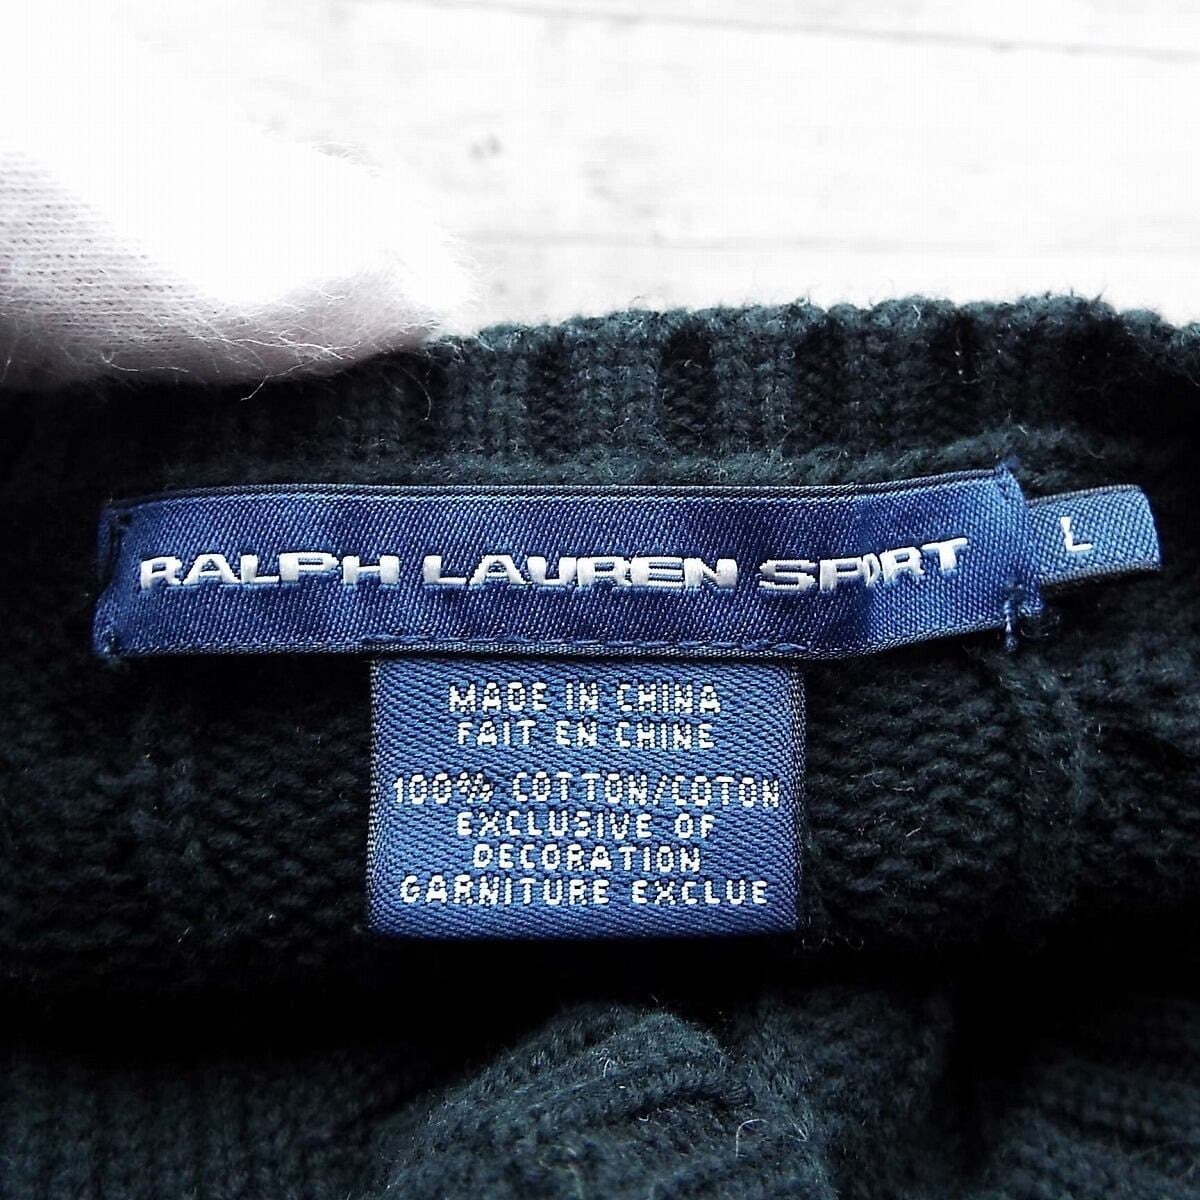 RALPH LAUREN SPORT
L
MADE IN CHINA
FAIT EN CHINE
100% COTTON/COTON
EXCLUSIVE OF
DECORATION
GARNITURE EXCLUE